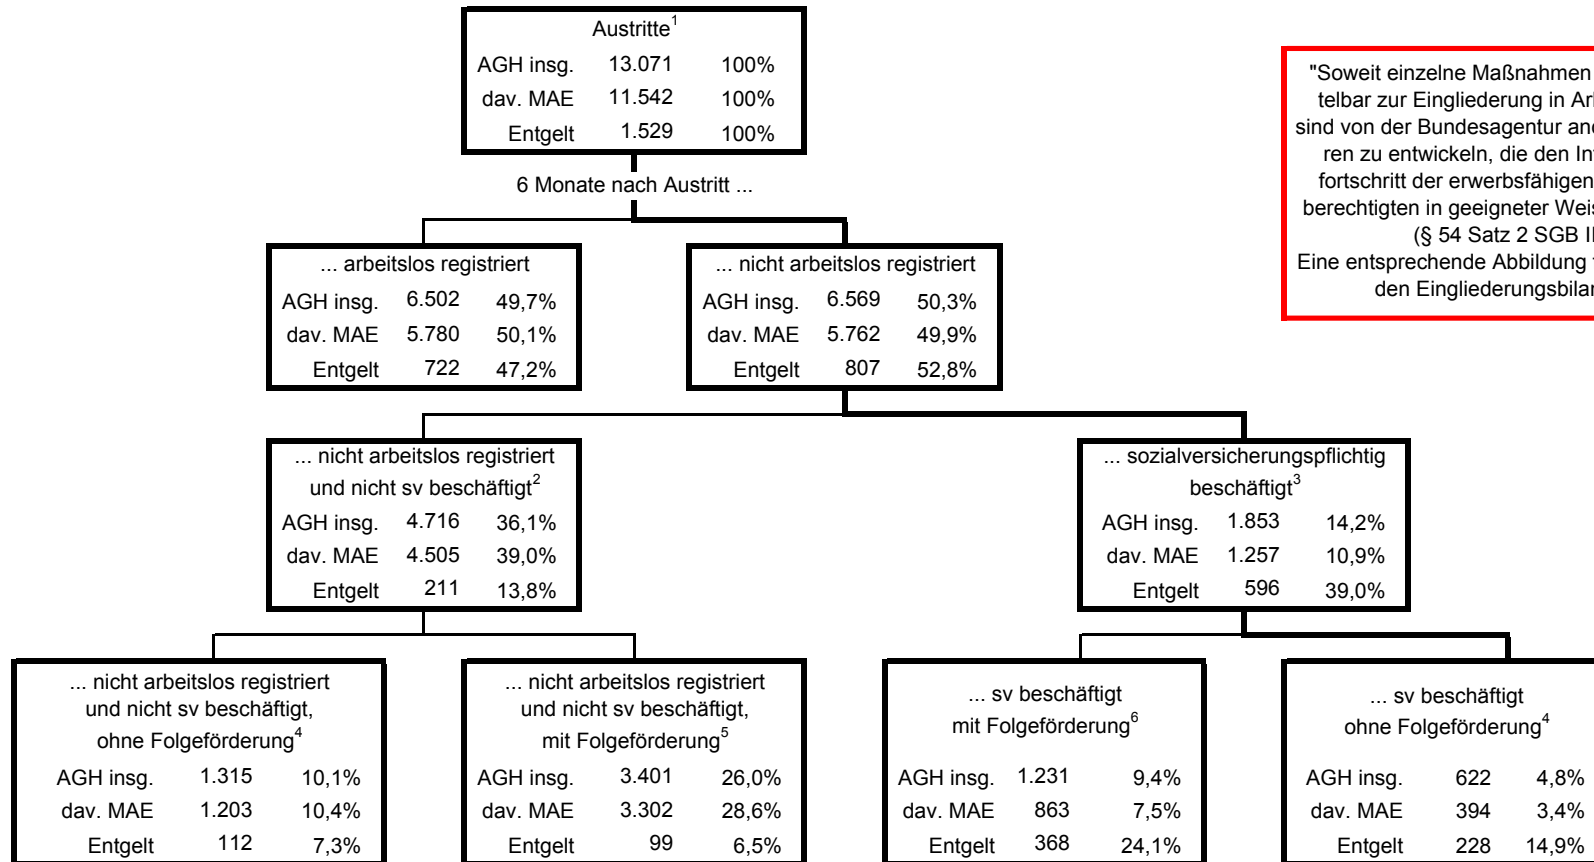 Austritte1
AGH insg. 13.071 100%
dav. MAE 11.542 100%
Entgelt 1.529 100%
"Soweit einzelne Maßnahmen
telbar zur Eingliederung in
sind von der Bundesagentur
ren zu entwickeln, die den
fortschritt der erwerbsfähigen
berechtigten in geeigneter
(§ 54 Satz 2 SGB
Eine entsprechende Abbildung
den
6 Monate nach Austritt ...
... arbeitslos registriert
AGH insg. 6.502 49,7%
dav. MAE 5.780 50,1%
Entgelt 722 47,2%
... nicht arbeitslos registriert
AGH insg. 6.569 50,3%
dav. MAE 5.762 49,9%
Entgelt 807 52,8%
... nicht arbeitslos registriert
und nicht sv beschäftigt2
AGH insg. 4.716 36,1%
dav. MAE 4.505 39,0%
Entgelt 211 13,8%
... sozialversicherungspflichtig
beschäftigt3
AGH insg. 1.853 14,2%
dav. MAE 1.257 10,9%
Entgelt 596 39,0%
... nicht arbeitslos registriert
und nicht sv beschäftigt,
ohne Folgeförderung4
AGH insg. 1.315 10,1%
dav. MAE 1.203 10,4%
Entgelt 112 7,3%
... nicht arbeitslos registriert
und nicht sv beschäftigt,
mit Folgeförderung5
AGH insg. 3.401 26,0%
dav. MAE 3.302 28,6%
Entgelt 99 6,5%
... sv beschäftigt
mit Folgeförderung6
AGH insg. 1.231 9,4%
dav. MAE 863 7,5%
Entgelt 368 24,1%
... sv beschäftigt
ohne Folgeförderung4
AGH insg. 622 4,8%
dav. MAE 394 3,4%
Entgelt 228 14,9%